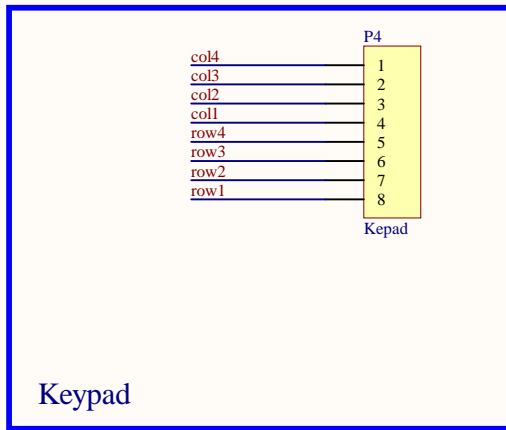 P4
col4 1
col3 2
col2 3
col1 4
row4 5
row3 6
row2 7
row1 8
Kepad
Keypad